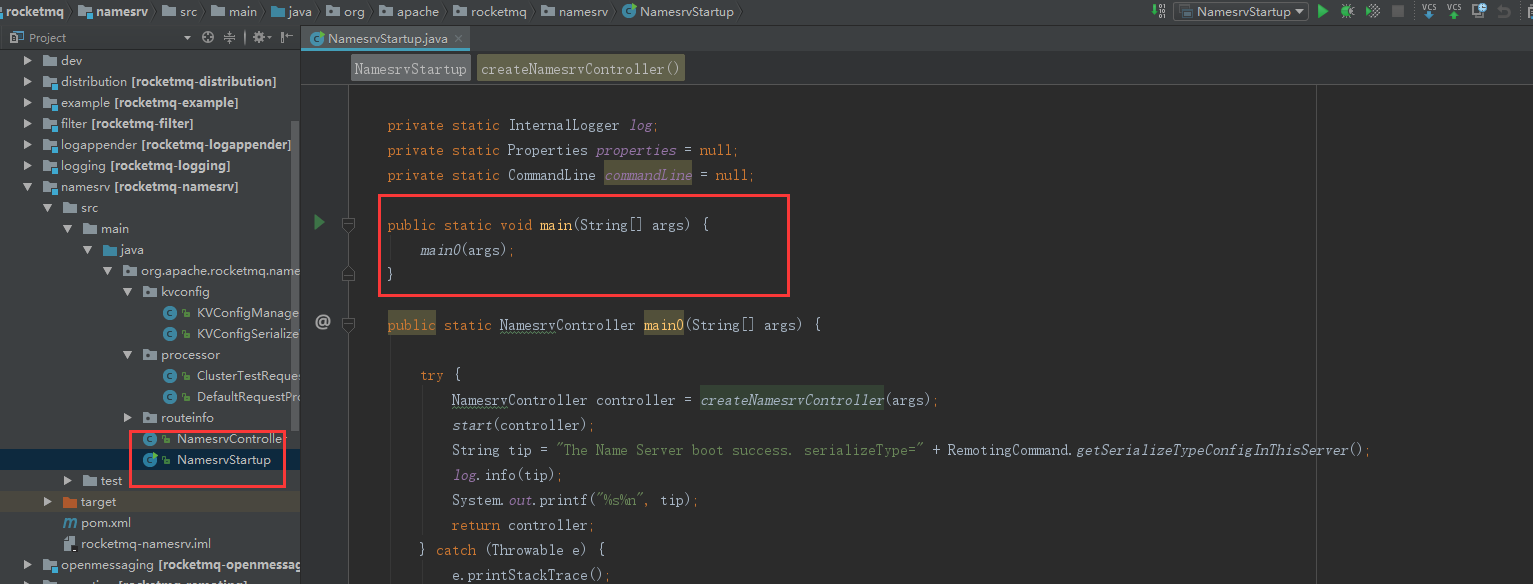 rocketmq namesrv src main java org apache rocketmq namesrv NamesrvStartup
NamesrvStartup
VCS VCS
Project
NamesrvStartup.java
dev
distribution [rocketmq-distribution]
example [rocketmq-example]
filter [rocketmq-filter]
logappender [rocketmq-logappender]
logging [rocketmq-logging]
namesrv [rocketmq-namesrv]
src
main
java
org.apache.rocketmq.name
kvconfig
KVConfigManage
KVConfigSerialize
processor
ClusterTestReque
DefaultRequestPro
routeinfo
NamesrvController
NamesrvStartup
test
target
pom.xml
rocketmq-namesrv.iml
openmessaging [rocketmq-openmessag
NamesrvStartup createNamesrvController()
private static InternalLogger log;
private static Properties properties = null;
private static CommandLine commandLine = null;
public static void main(String[] args) {
main0(args);
}
@
public static NamesrvController main0(String[] args) {
try {
NamesrvController controller = createNamesrvController(args);
start(controller);
String tip = "The Name Server boot success. serializeType=" + RemotingCommand.getSerializeTypeConfigInThisServer();
log.info(tip);
System.out.printf("%s%n", tip);
return controller;
} catch (Throwable e) {
e.printStackTrace();